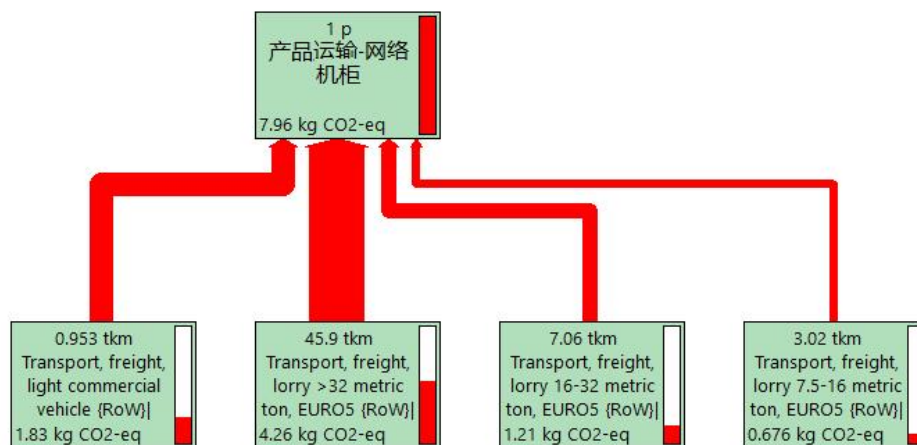 1 p
产品运输-网络
机柜
7.96 kg CO2-eq
0.953 tkm
Transport, freight,
light commercial
vehicle {RoW}|
1.83 kg CO2-eq
45.9 tkm
Transport, freight,
lorry >32 metric
ton, EURO5 {RoW}|
4.26 kg CO2-eq
7.06 tkm
Transport, freight,
lorry 16-32 metric
ton, EURO5 {RoW}|
1.21 kg CO2-eq
3.02 tkm
Transport, freight,
lorry 7.5-16 metric
ton, EURO5 {RoW}|
0.676 kg CO2-eq